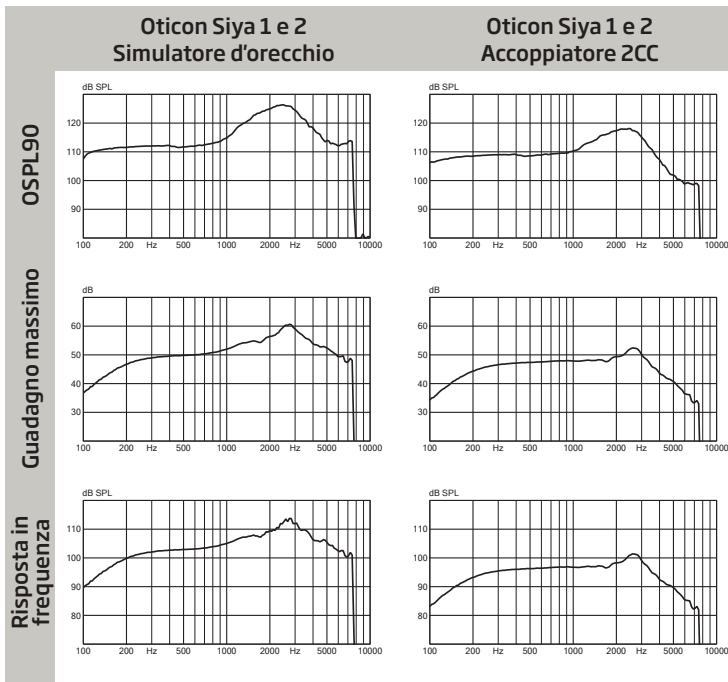 Oticon Siya 1 e 2
Simulatore d'orecchio
Oticon Siya 1 e 2
Accoppiatore 2CC
OSPL90
dB SPL
120
110
100
90
100 200 Hz 500 1000 2000 Hz 5000 10000
dB SPL
120
110
100
90
100 200 Hz 500 1000 2000 Hz 5000 10000
Guadagno massimo
dB
60
50
40
30
100 200 Hz 500 1000 2000 Hz 5000 10000
dB
60
50
40
30
100 200 Hz 500 1000 2000 Hz 5000 10000
Risposta in
frequenza
dB SPL
110
100
90
80
100 200 Hz 500 1000 2000 Hz 5000 10000
dB SPL
110
100
90
80
100 200 Hz 500 1000 2000 Hz 5000 10000